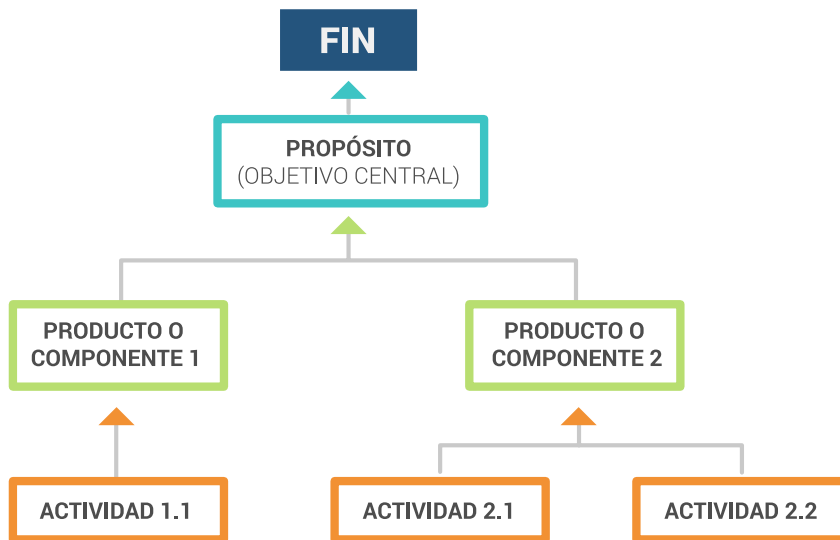 FIN
PROPÓSITO
(OBJETIVO CENTRAL)
PRODUCTO O
COMPONENTE 1
PRODUCTO O
COMPONENTE 2
ACTIVIDAD 1.1
ACTIVIDAD 2.1
ACTIVIDAD 2.2